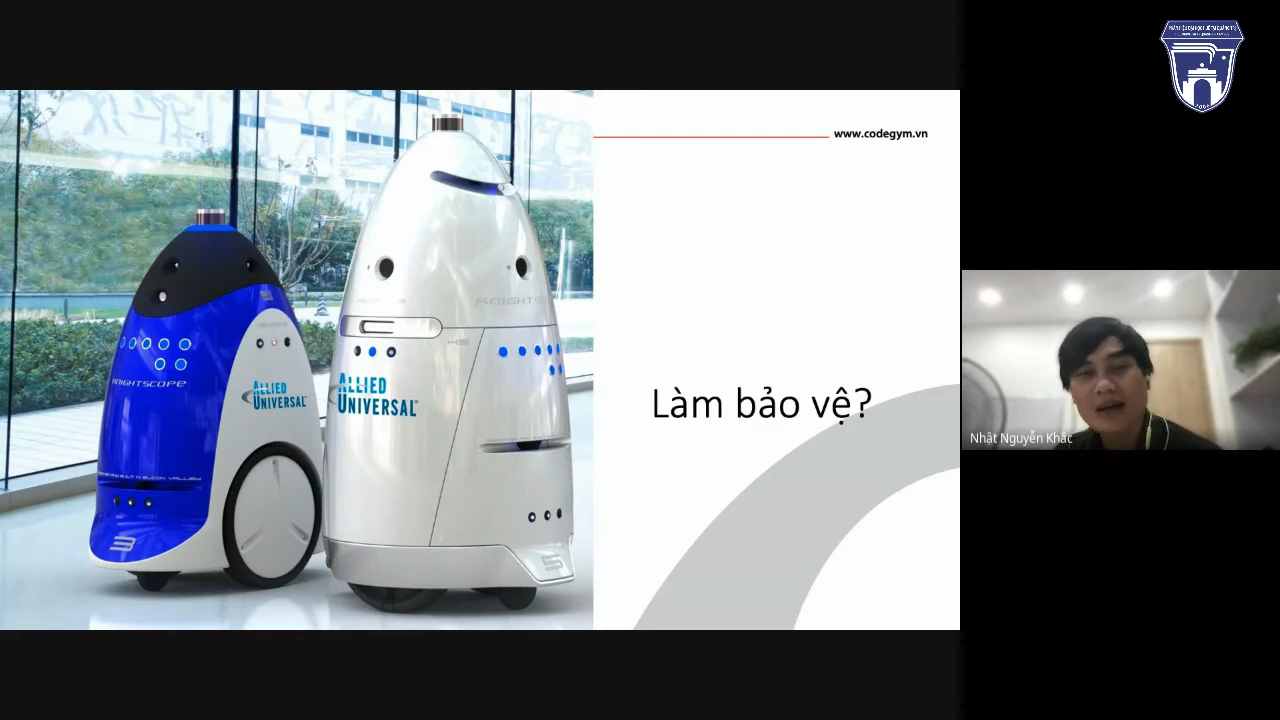 www.codegym.vn
Làm bảo vệ?
KNIGHTSCOPE
ALLIED
UNIVERSAL
ALLIED
UNIVERSAL
Nhật Nguyễn Khắc